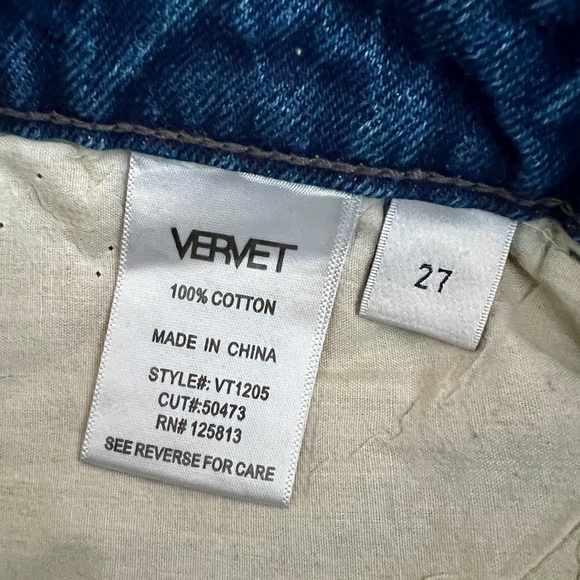 VERVET
100% COTTON
MADE IN CHINA
STYLE#: VT1205
CUT#:50473
RN# 125813
SEE REVERSE FOR CARE
27